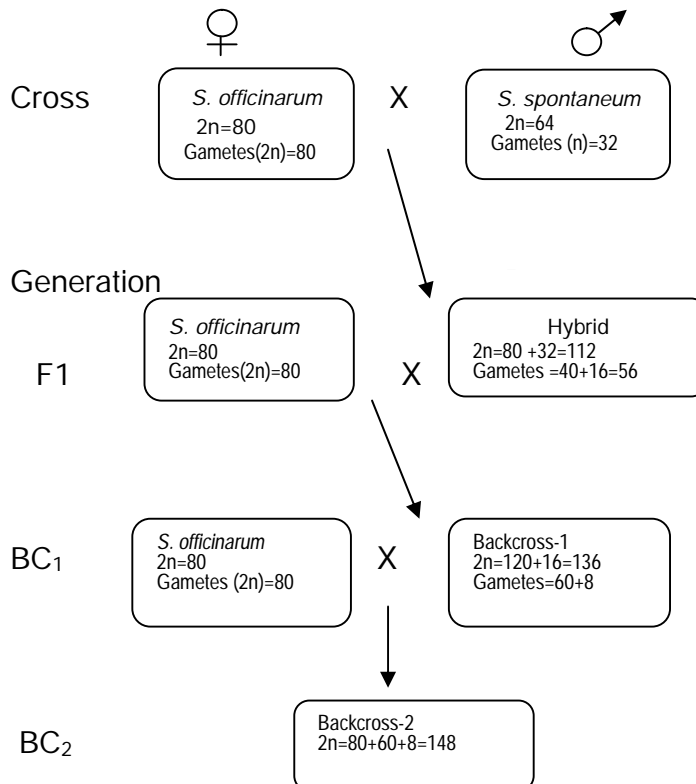 ♀ ♂
Cross
S. officinarum
2n=80
Gametes(2n)=80
X
S. spontaneum
2n=64
Gametes (n)=32
Generation
F1
S. officinarum
2n=80
Gametes(2n)=80
X
Hybrid
2n=80 +32=112
Gametes =40+16=56
BC₁
S. officinarum
2n=80
Gametes (2n)=80
X
Backcross-1
2n=120+16=136
Gametes=60+8
BC₂
Backcross-2
2n=80+60+8=148